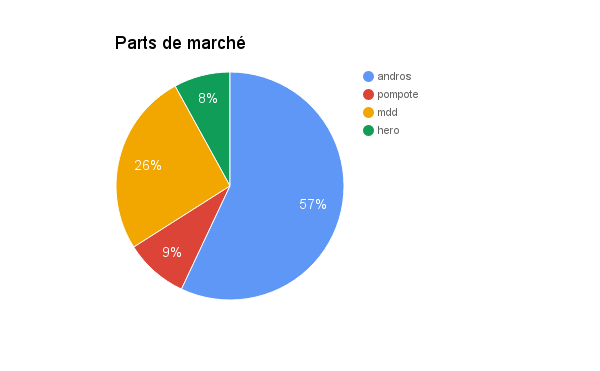 Parts de marché
andros
pompote
mdd
hero
8%
26%
57%
9%